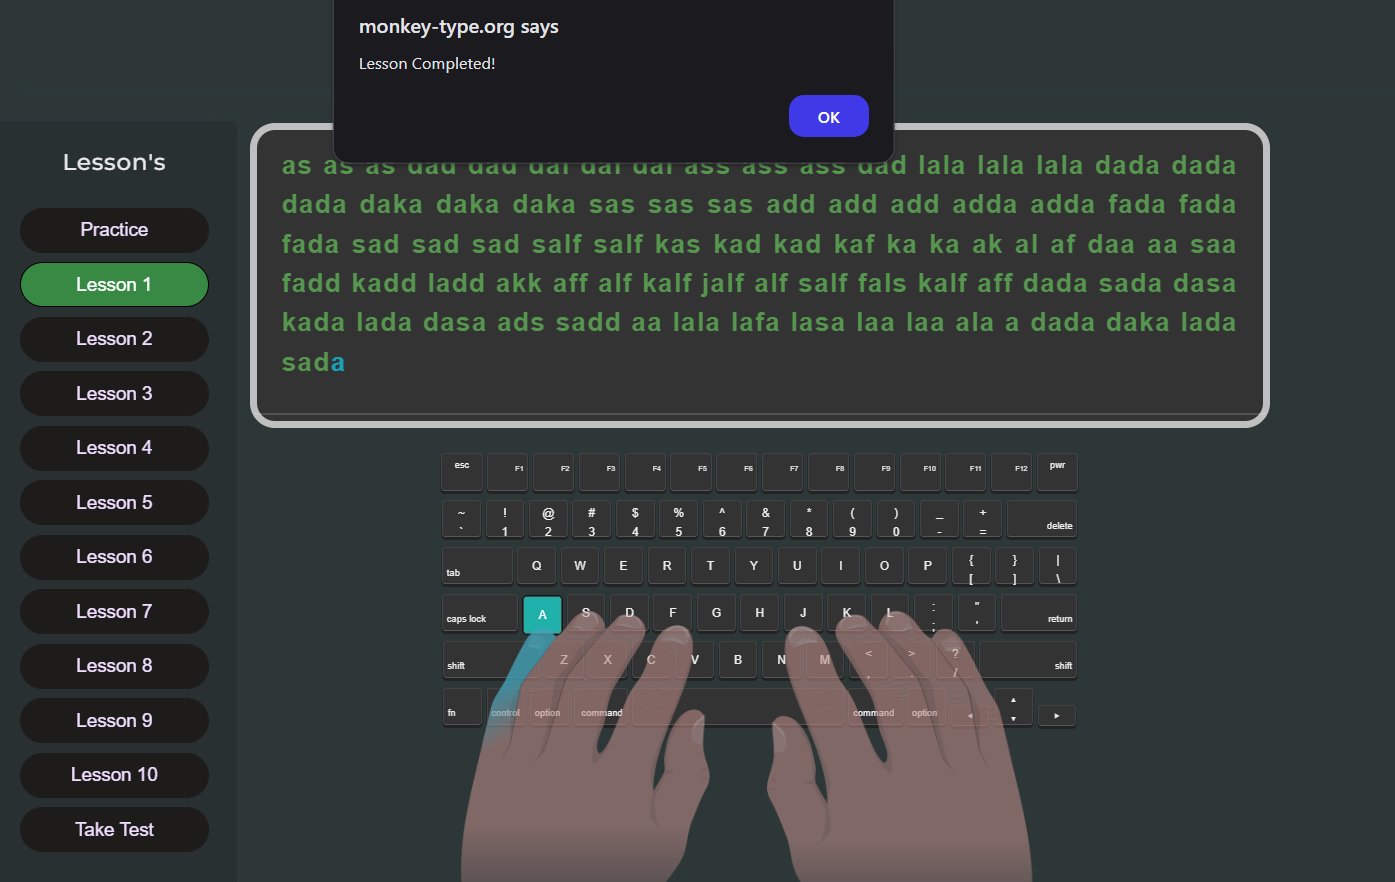 monkey-type.org says
Lesson Completed!
OK
Lesson's
Practice
Lesson 1
Lesson 2
Lesson 3
Lesson 4
Lesson 5
Lesson 6
Lesson 7
Lesson 8
Lesson 9
Lesson 10
Take Test
as as as dad dad dal dal dal ass ass ass dad lala lala lala dada dada
dada daka daka daka sas sas sas add add add adda adda fada fada
fada sad sad sad salf salf kas kad kad kaf ka ka ak al af daa aa saa
fadd kadd ladd akk aff alf kalf jalf alf salf fals kalf aff dada sada dasa
kada lada dasa ads sadd aa lala lafa lasa laa laa ala a dada daka lada
sada
esc F1 F2 F3 F4 F5 F6 F7 F8 F9 F10 F11 F12 pwr
~ ! @ # $ % ^ & * ( ) _ +
` 1 2 3 4 5 6 7 8 9 0 - = delete
tab Q W E R T Y U I O P { } |
[ ] \
caps lock A S D F G H J K L : " return
; '
shift Z X C V B N M < > ? shift
, . /
fn control option command command option ◄ ▲ ▼ ►